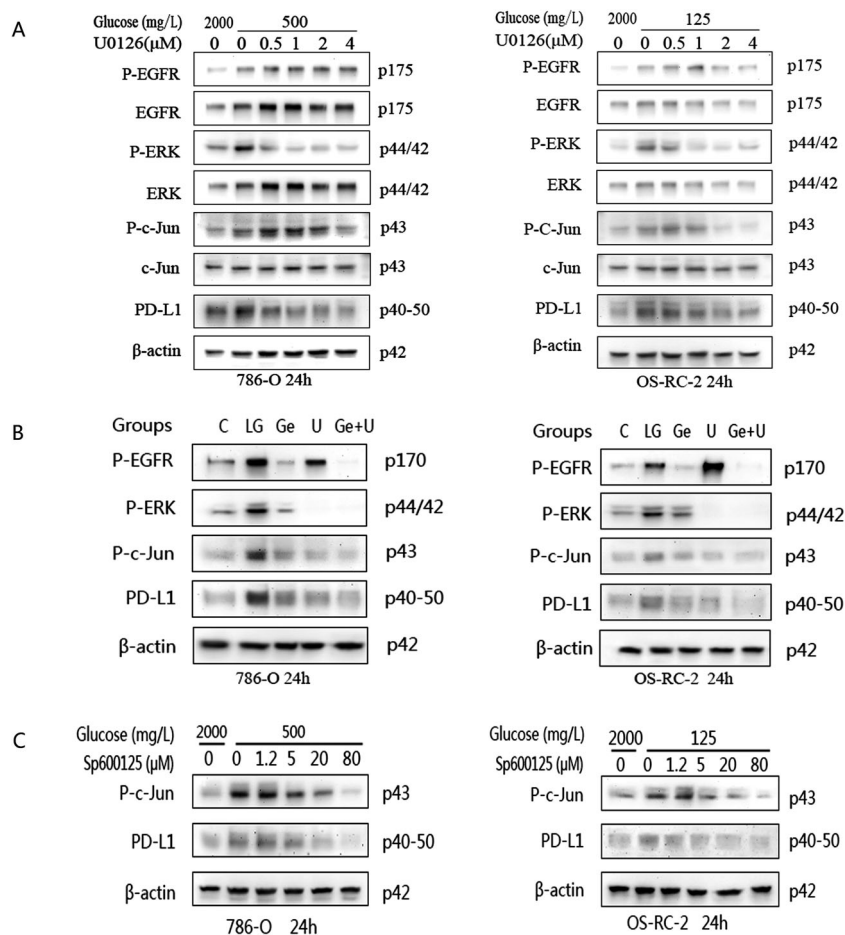 A
Glucose (mg/L) 2000 500
U0126(μM) 0 0 0.5 1 2 4
P-EGFR p175
EGFR p175
P-ERK p44/42
ERK p44/42
P-c-Jun p43
c-Jun p43
PD-L1 p40-50
β-actin p42
786-O 24h
Glucose (mg/L) 2000 125
U0126(μM) 0 0 0.5 1 2 4
P-EGFR p175
EGFR p175
P-ERK p44/42
ERK p44/42
P-C-Jun p43
c-Jun p43
PD-L1 p40-50
β-actin p42
OS-RC-2 24h
B
Groups C LG Ge U Ge+U
P-EGFR p170
P-ERK p44/42
P-c-Jun p43
PD-L1 p40-50
β-actin p42
786-O 24h
Groups C LG Ge U Ge+U
P-EGFR p170
P-ERK p44/42
P-c-Jun p43
PD-L1 p40-50
β-actin p42
OS-RC-2 24h
C
Glucose (mg/L) 2000 500
Sp600125 (μM) 0 0 1.2 5 20 80
P-c-Jun p43
PD-L1 p40-50
β-actin p42
786-O 24h
Glucose (mg/L) 2000 125
Sp600125 (μM) 0 0 1.2 5 20 80
P-c-Jun p43
PD-L1 p40-50
β-actin p42
OS-RC-2 24h